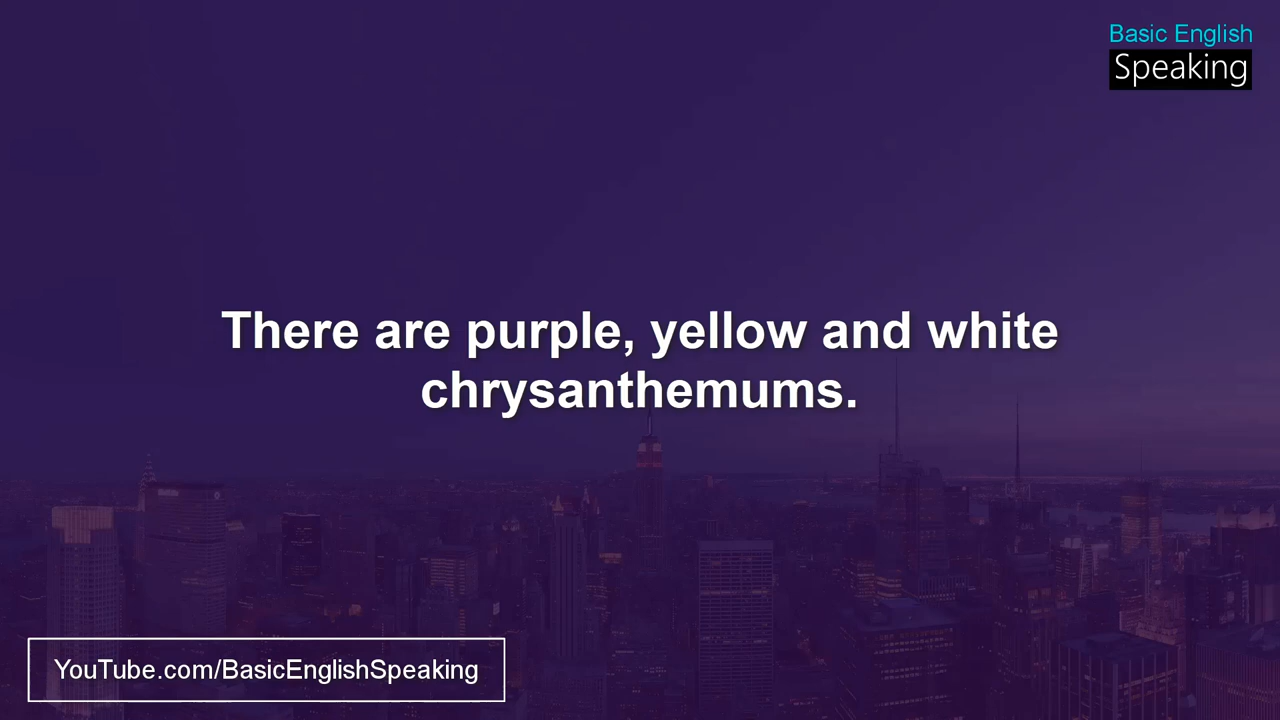 Basic English
Speaking
There are purple, yellow and white
chrysanthemums.
YouTube.com/BasicEnglishSpeaking